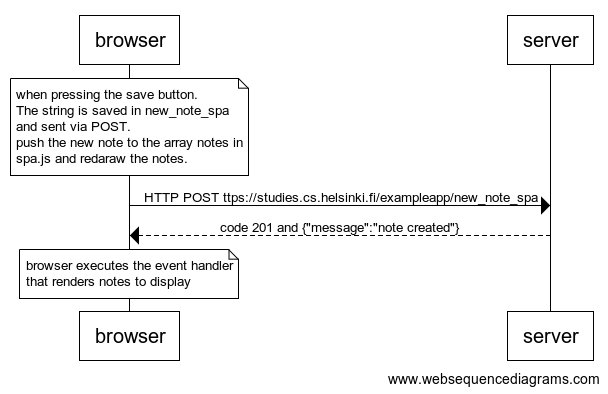 browser
server
when pressing the save button.
The string is saved in new_note_spa
and sent via POST.
push the new note to the array notes in
spa.js and redaraw the notes.
HTTP POST ttps://studies.cs.helsinki.fi/exampleapp/new_note_spa
code 201 and {"message":"note created"}
browser executes the event handler
that renders notes to display
browser
server
www.websequencediagrams.com